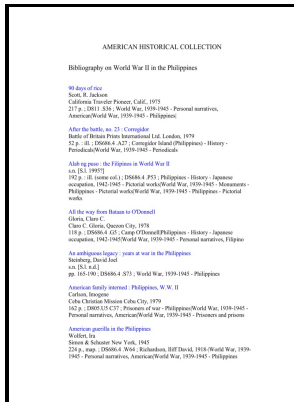 AMERICAN HISTORICAL COLLECTION
Bibliography on World War II in the Philippines
90 days of rice
Scott, R. Jackson
California Traveler Pioneer, Calif., 1975
217 p. ; D811 .S36 ; World War, 1939-1945 - Personal narratives,
American|World War, 1939-1945 - Philippines|
After the battle, no. 23 : Corregidor
Battle of Britain Prints International Ltd. London, 1979
52 p. : ill. ; DS686.4 .A27 ; Corregidor Island (Philippines) - History -
Periodicals|World War, 1939-1945 - Periodicals
Alab ng puso : the Filipinos in World War II
s.n. [S.l. 1995?]
192 p. : ill. (some col.) ; DS686.4 .P53 ; Philippines - History - Japanese
occupation, 1942-1945 - Pictorial works|World War, 1939-1945 - Monuments -
Philippines - Pictorial works|World War, 1939-1945 - Philippines - Pictorial
works
All the way from Bataan to O'Donnell
Gloria, Claro C.
Claro C. Gloria, Quezon City, 1978
118 p. ; DS686.4 .G5 ; Camp O'Donnell|Philippines - History - Japanese
occupation, 1942-1945|World War, 1939-1945 - Personal narratives, Filipino
An ambiguous legacy : years at war in the Philippines
Steinberg, David Joel
s.n. [S.l. n.d.]
pp. 165-190 ; DS686.4 .S73 ; World War, 1939-1945 - Philippines
American family interned : Philippines, W.W. II
Carlson, Imogene
Cebu Christian Mission Cebu City, 1979
162 p. ; D805.U5 C37 ; Prisoners of war - Philippines|World War, 1939-1945 -
Personal narratives, American|World War, 1939-1945 - Prisoners and prisons
American guerilla in the Philippines
Wolfert, Ira
Simon & Schuster New York, 1945
224 p., map. ; DS686.4 .W64 ; Richardson, Iliff David, 1918-|World War, 1939-
1945 - Personal narratives, American|World War, 1939-1945 - Philippines